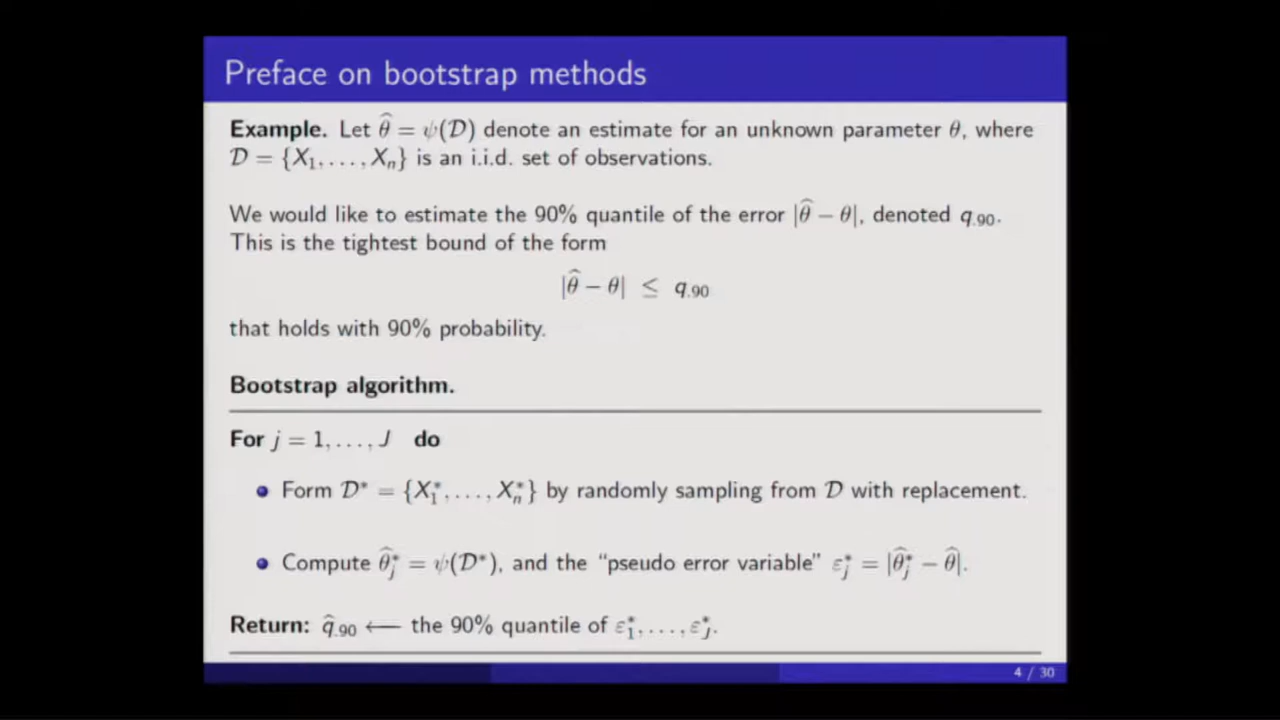 Preface on bootstrap methods
Example. Let θ̂ = ψ(𝒟) denote an estimate for an unknown parameter θ, where
𝒟 = {X₁, . . . , Xₙ} is an i.i.d. set of observations.
We would like to estimate the 90% quantile of the error |θ̂ − θ|, denoted q.₉₀.
This is the tightest bound of the form
|θ̂ − θ| ≤ q.₉₀
that holds with 90% probability.
Bootstrap algorithm.
For j = 1, . . . , J do
Form 𝒟* = {X₁*, . . . , Xₙ*} by randomly sampling from 𝒟 with replacement.
Compute θ̂ⱼ* = ψ(𝒟*), and the “pseudo error variable” εⱼ* = |θ̂ⱼ* − θ̂|.
Return: q̂.₉₀ ⟵ the 90% quantile of ε₁*, . . . , ε_J*.
4 / 30